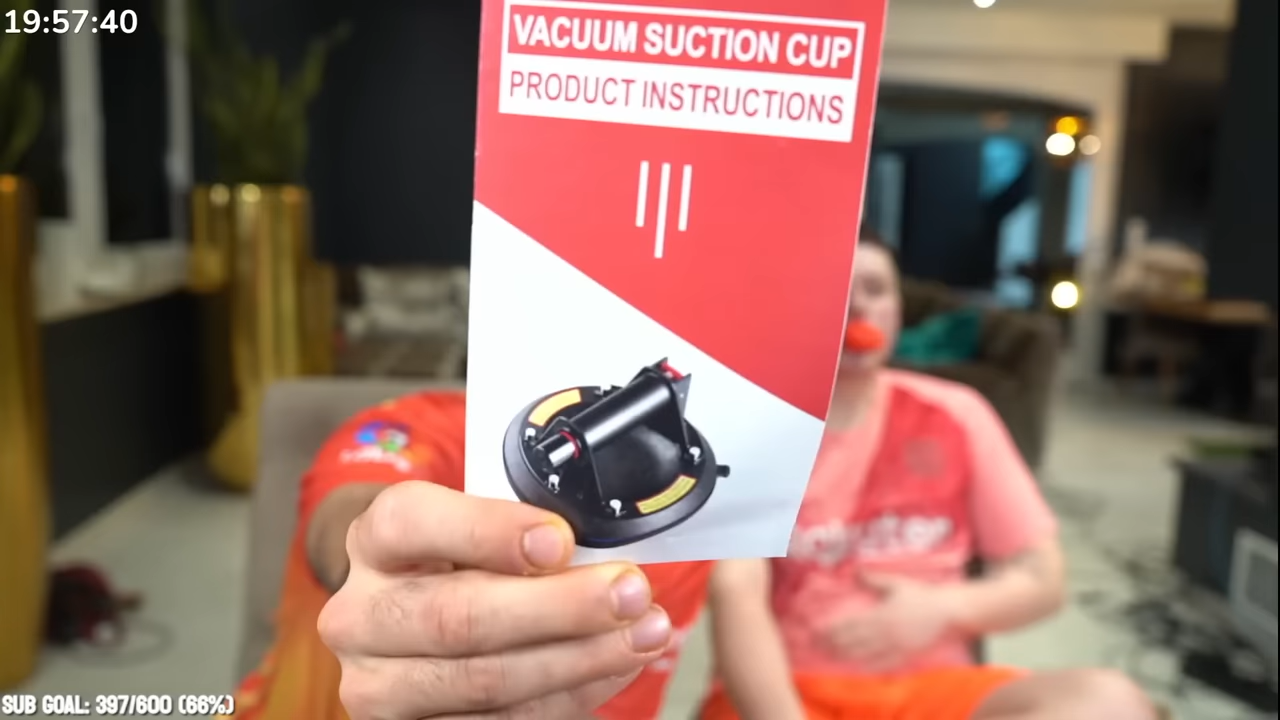 19:57:40
VACUUM SUCTION CUP
PRODUCT INSTRUCTIONS
SUB GOAL: 397/600 (66%)